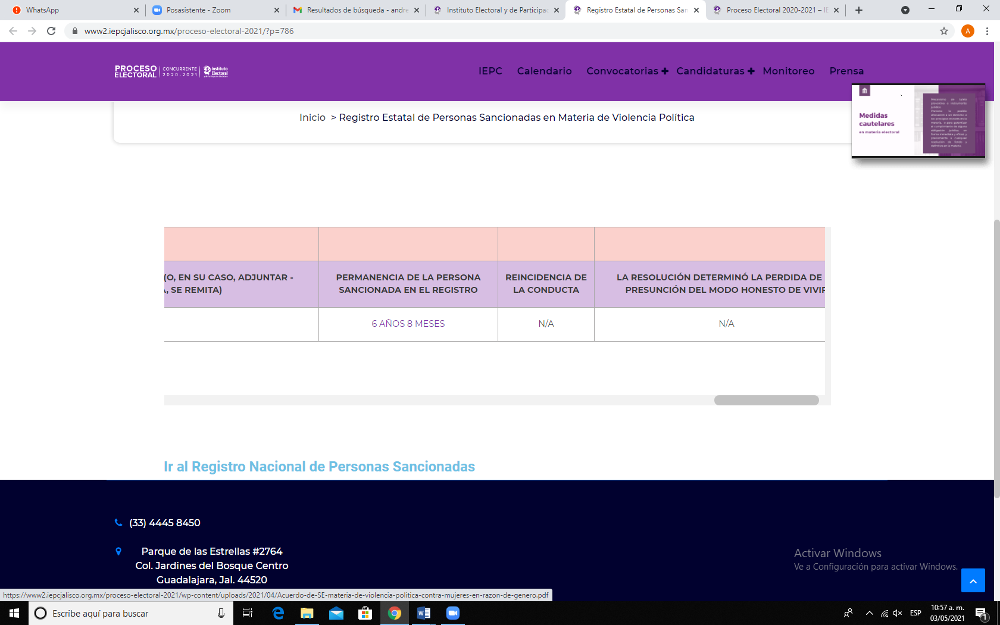 WhatsApp
Posasistente - Zoom
Resultados de búsqueda - andre
Instituto Electoral y de Participac
Registro Estatal de Personas San
Proceso Electoral 2020-2021 – IE
www2.iepcjalisco.org.mx/proceso-electoral-2021/?p=786
A
PROCESO
ELECTORAL
CONCURRENTE
2020-2021
Instituto
Electoral
IEPC
Calendario
Convocatorias
Candidaturas
Monitoreo
Prensa
Inicio > Registro Estatal de Personas Sancionadas en Materia de Violencia Política
Medidas
cautelares
en materia electoral
(O, EN SU CASO, ADJUNTAR -
, SE REMITA)
PERMANENCIA DE LA PERSONA
SANCIONADA EN EL REGISTRO
REINCIDENCIA DE
LA CONDUCTA
LA RESOLUCIÓN DETERMINÓ LA PERDIDA DE
PRESUNCIÓN DEL MODO HONESTO DE VIVIR
6 AÑOS 8 MESES
N/A
N/A
Ir al Registro Nacional de Personas Sancionadas
(33) 4445 8450
Parque de las Estrellas #2764
Col. Jardines del Bosque Centro
Guadalajara, Jal. 44520
Activar Windows
Ve a Configuración para activar Windows.
https://www2.iepcjalisco.org.mx/proceso-electoral-2021/wp-content/uploads/2021/04/Acuerdo-de-SE-materia-de-violencia-politica-contra-mujeres-en-razon-de-genero.pdf
Escribe aquí para buscar
ESP
10:57 a. m.
03/05/2021
1